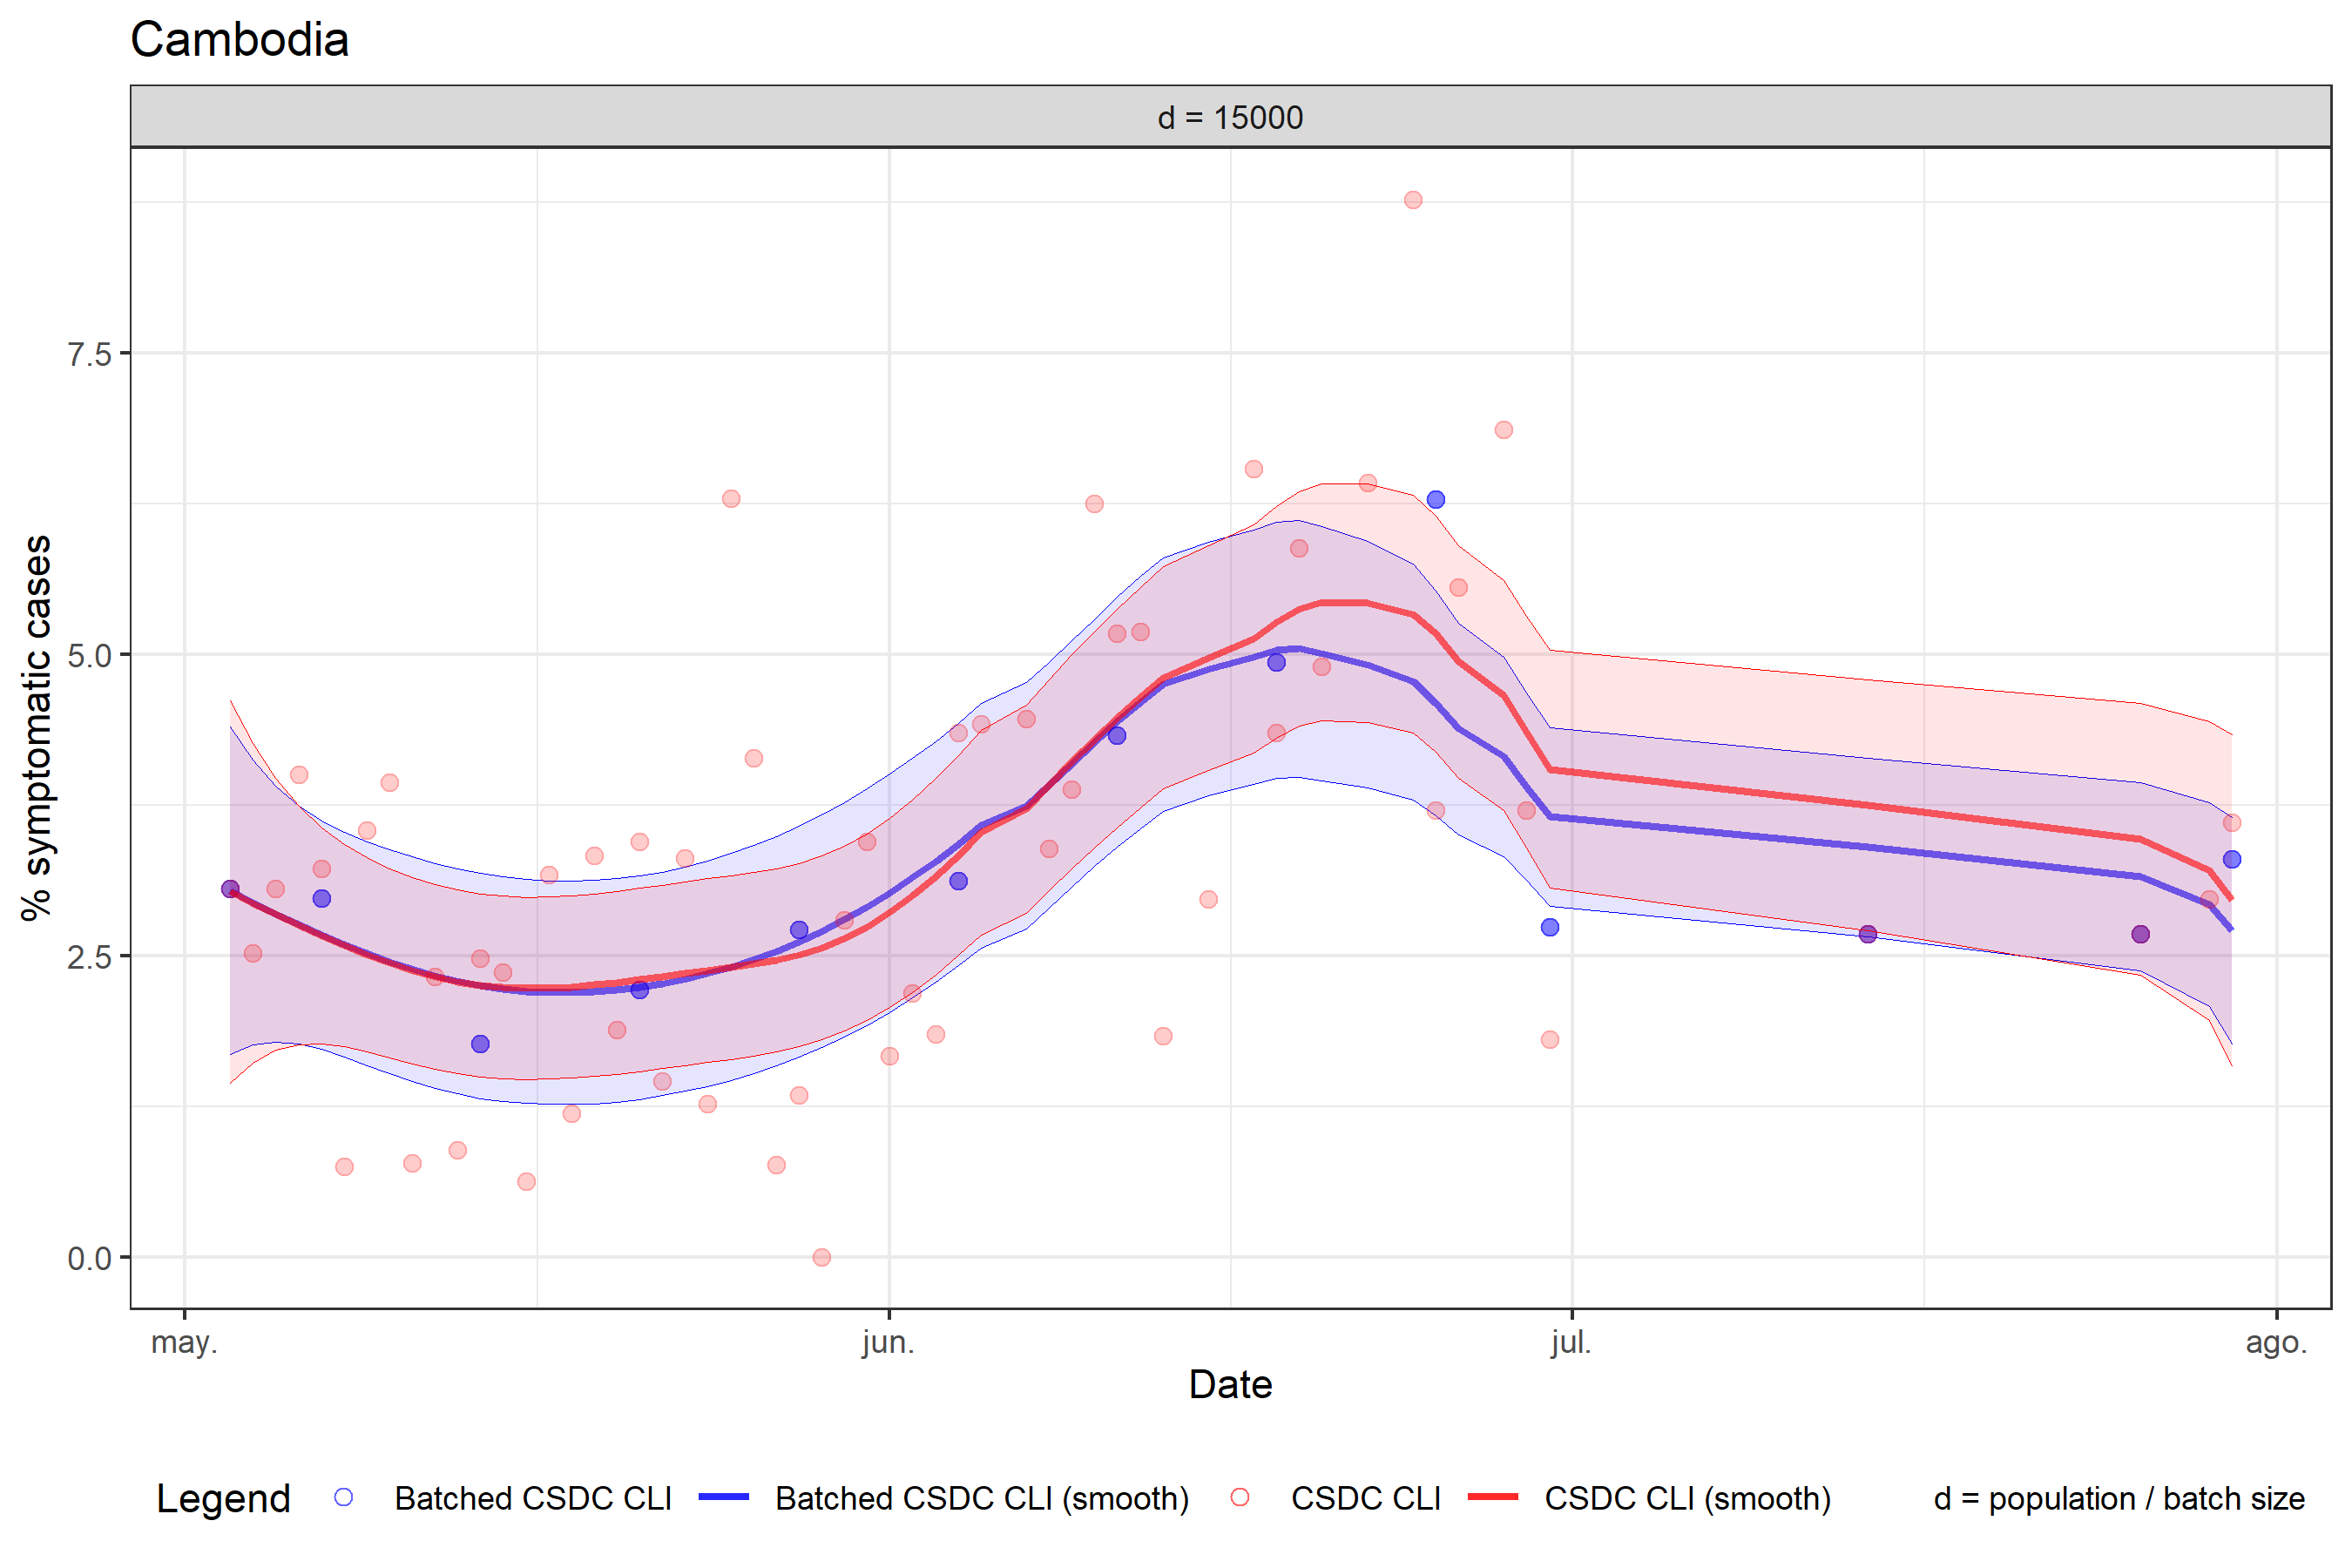 Cambodia
d = 15000
% symptomatic cases
7.5
5.0
2.5
0.0
may.
jun.
jul.
ago.
Date
Legend
Batched CSDC CLI
Batched CSDC CLI (smooth)
CSDC CLI
CSDC CLI (smooth)
d = population / batch size